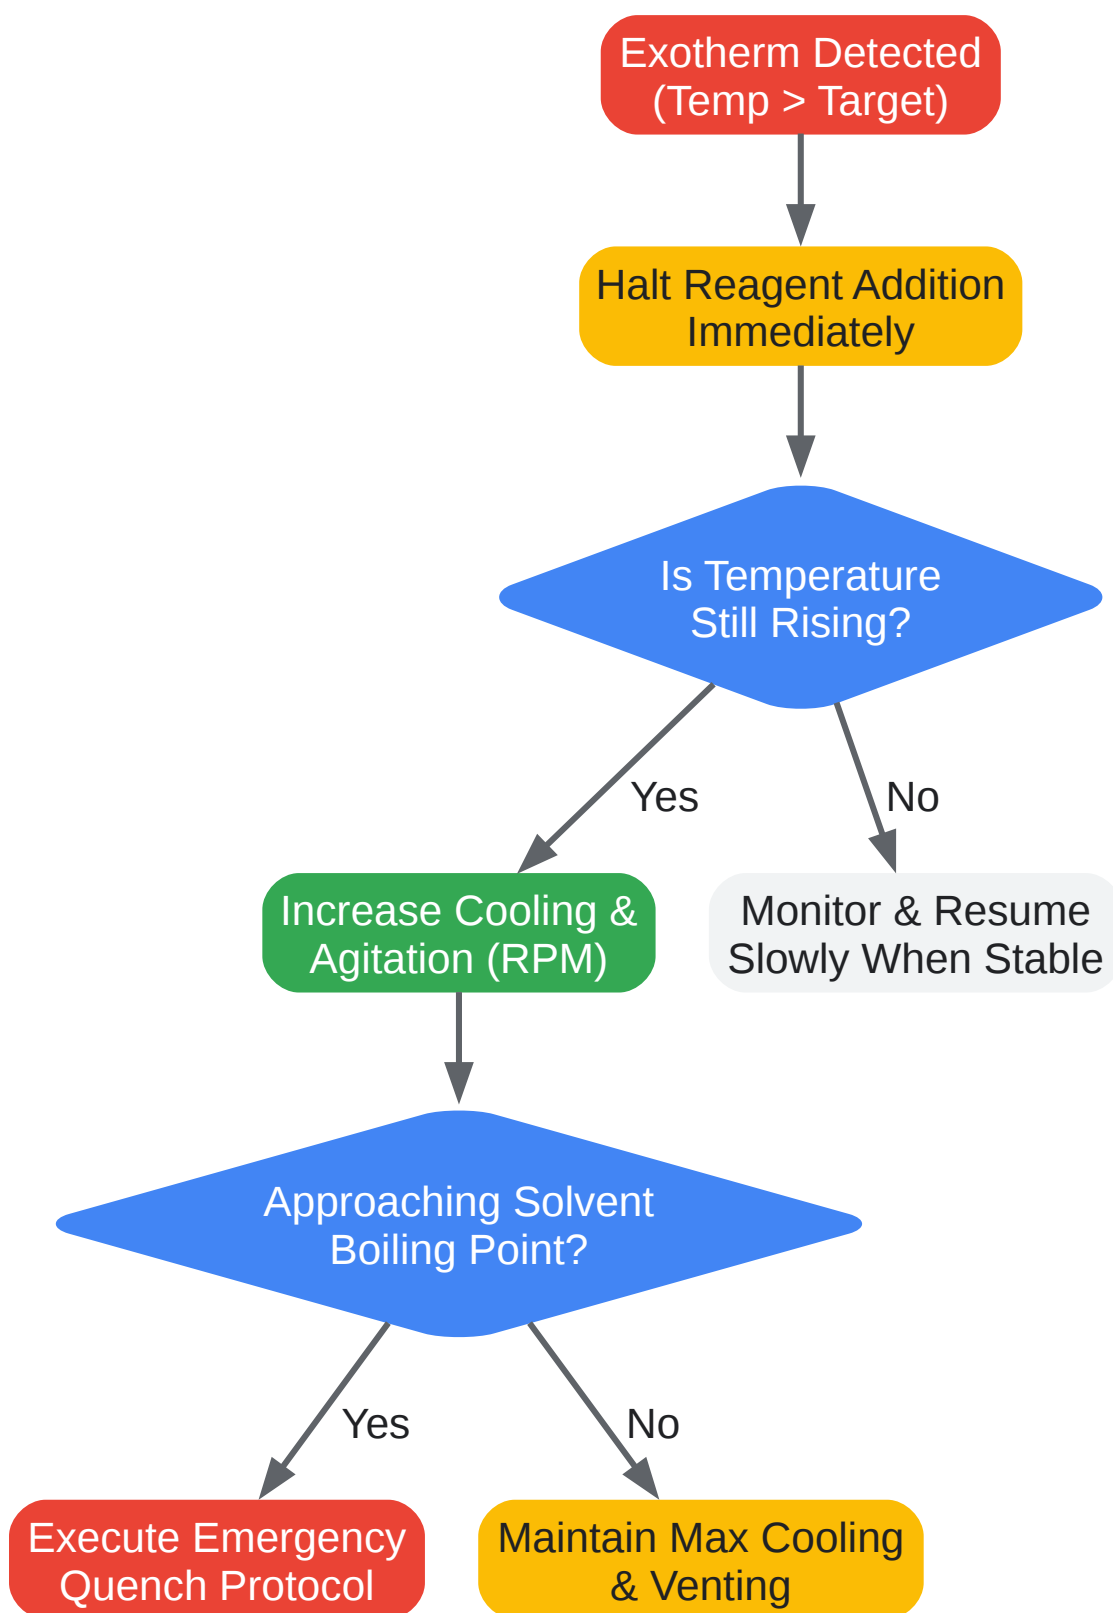 Exotherm Detected
(Temp > Target)
Halt Reagent Addition
Immediately
Is Temperature
Still Rising?
Yes
No
Increase Cooling &
Agitation (RPM)
Monitor & Resume
Slowly When Stable
Approaching Solvent
Boiling Point?
Yes
No
Execute Emergency
Quench Protocol
Maintain Max Cooling
& Venting